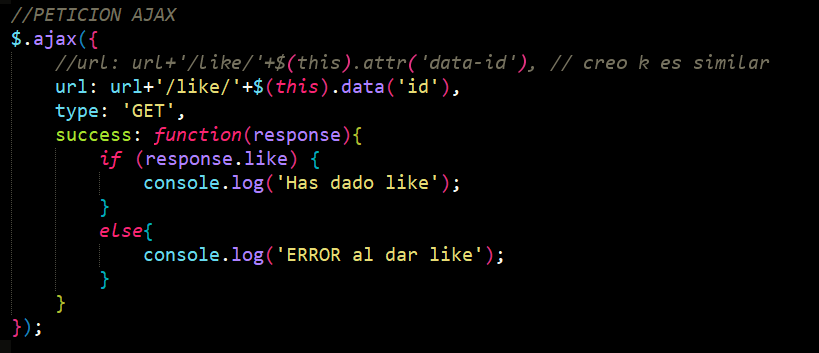 //PETICION AJAX
$.ajax({
    //url: url+'/like/'+$(this).attr('data-id'), // creo k es similar
    url: url+'/like/'+$(this).data('id'),
    type: 'GET',
    success: function(response){
        if (response.like) {
            console.log('Has dado like');
        }
        else{
            console.log('ERROR al dar like');
        }
    }
});